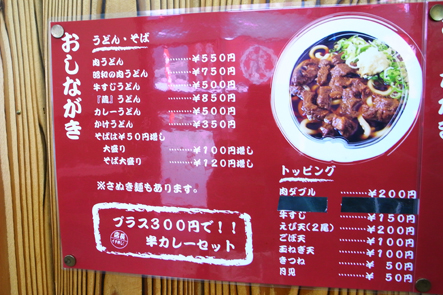 おしながき
うどん・そば
肉うどん ……… ¥550円
昭和の肉うどん ……… ¥750円
牛すじうどん ……… ¥500円
うどん ……… ¥850円
カレーうどん ……… ¥500円
かけうどん ……… ¥350円
そばは¥50円増し
大盛り ……… ¥100円増し
そば大盛り ……… ¥120円増し
※さぬき麺もあります。
プラス300円で!!
半カレーセット
トッピング
肉ダブル ……… ¥200円
牛すじ ……… ¥150円
えび天(2尾) ……… ¥200円
ごぼ天 ……… ¥100円
玉ねぎ天 ……… ¥100円
きつね ……… ¥50円
月見 ……… ¥50円